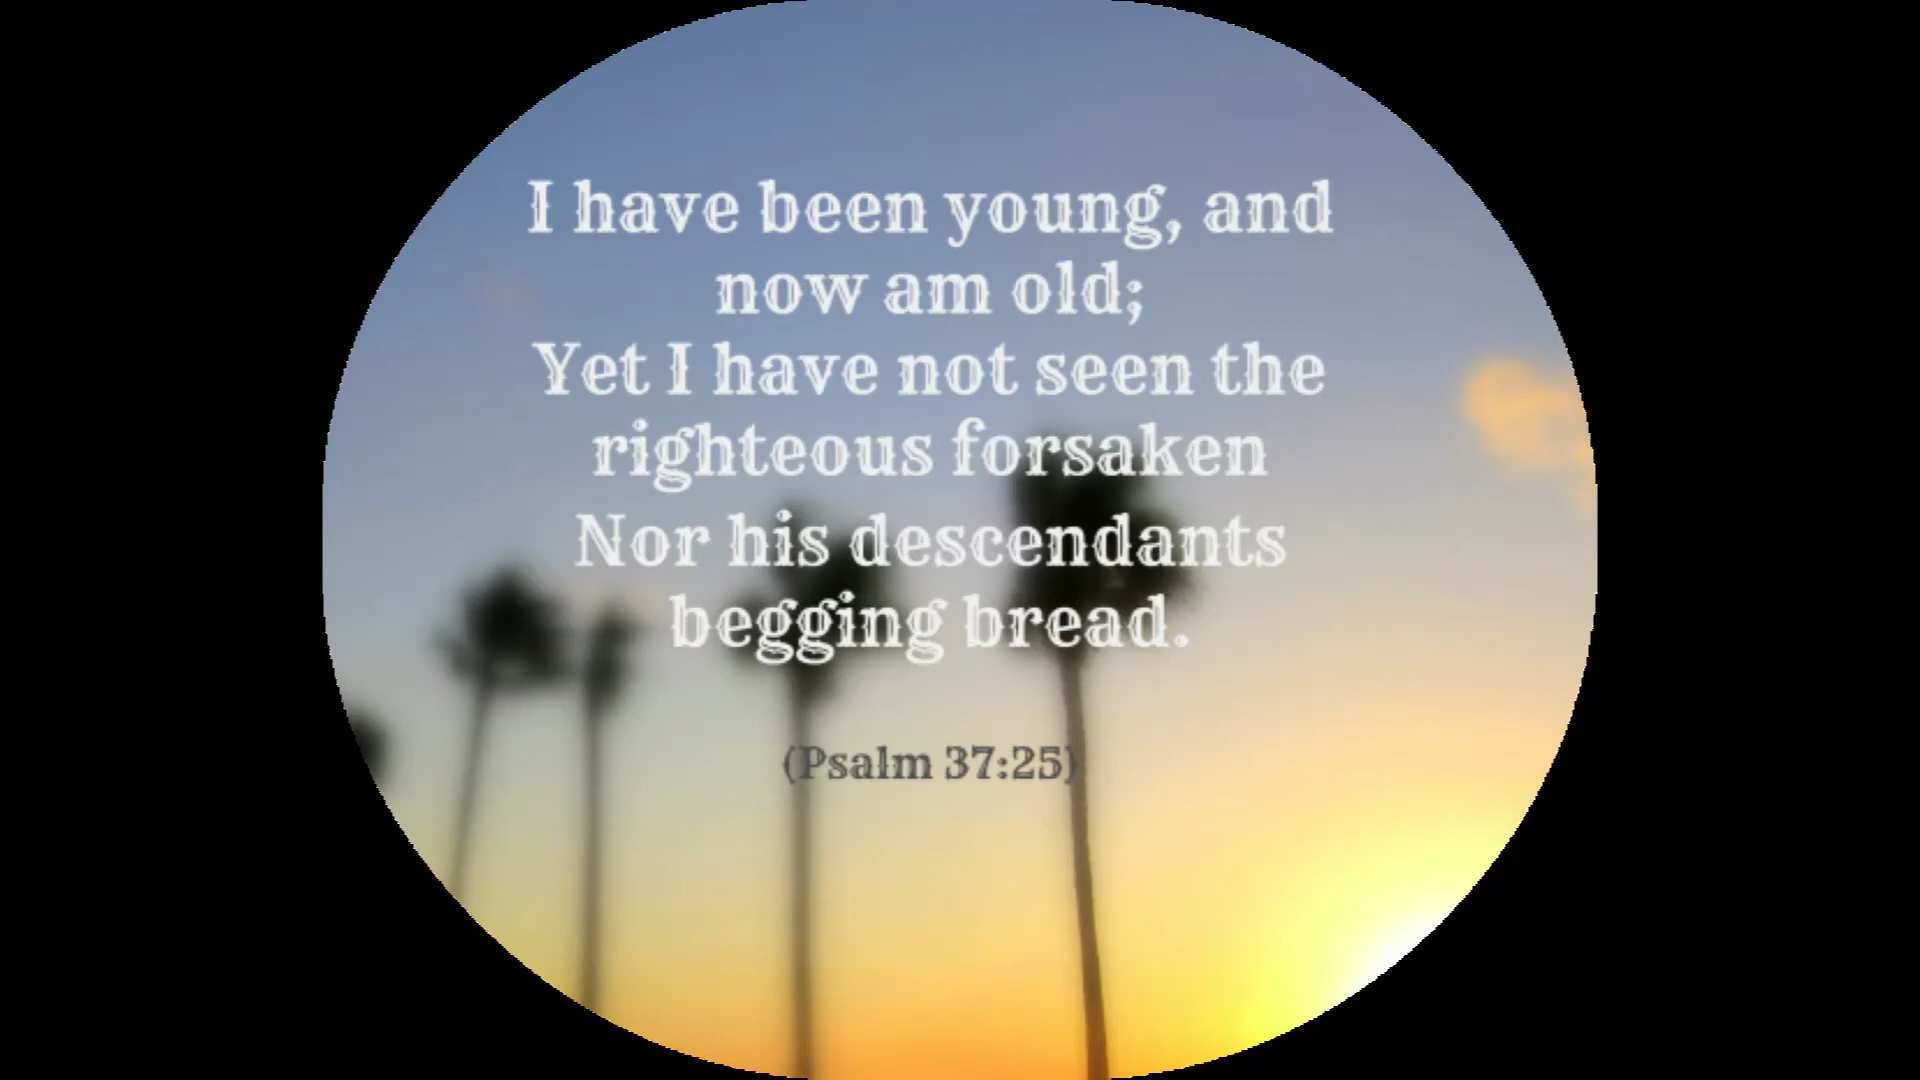 I have been young, and
now am old;
Yet I have not seen the
righteous forsaken
Nor his descendants
begging bread.
(Psalm 37:25)